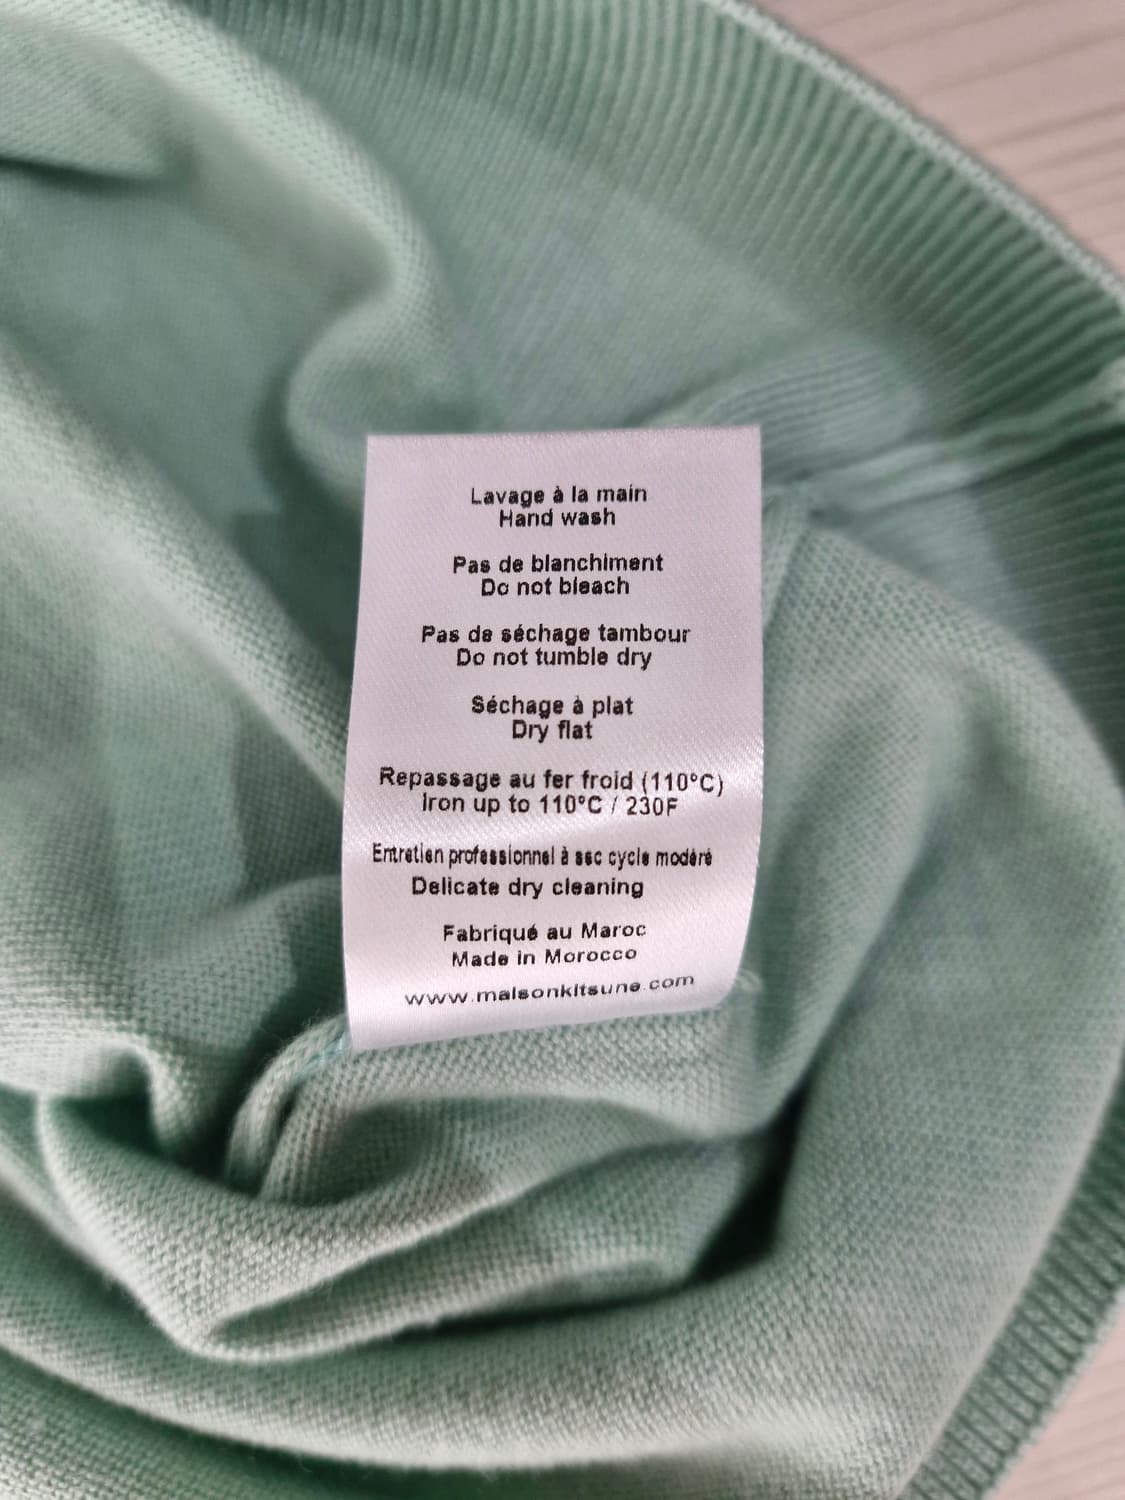 Lavage à la main
Hand wash
Pas de blanchiment
Do not bleach
Pas de séchage tambour
Do not tumble dry
Séchage à plat
Dry flat
Repassage au fer froid (110°C)
Iron up to 110°C / 230F
Entretien professionnel à sec cycle modéré
Delicate dry cleaning
Fabriqué au Maroc
Made in Morocco
www.maisonkitsune.com